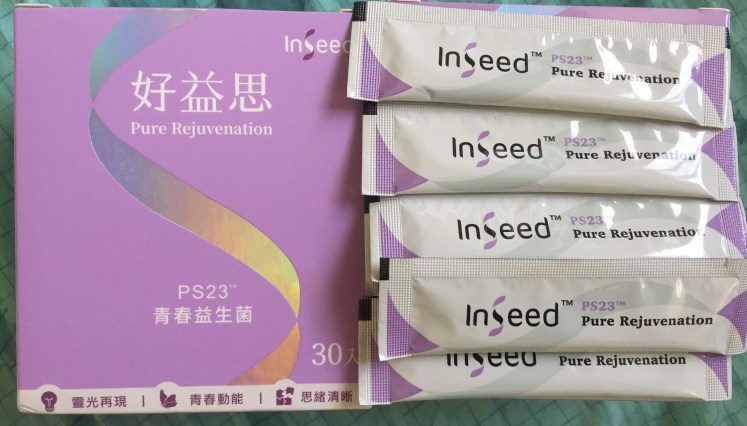 InSeed
好益思
Pure Rejuvenation
PS23™
青春益生菌
30入
靈光再現 | 青春動能 | 思緒清晰
InSeed™ PS23™
Pure Rejuvenation
InSeed™ PS23™
Pure Rejuvenation
InSeed™ PS23
Pure Rejuvenation
InSeed™ PS23™
Pure Rejuvenation
InSeed Pure Rejuvenation